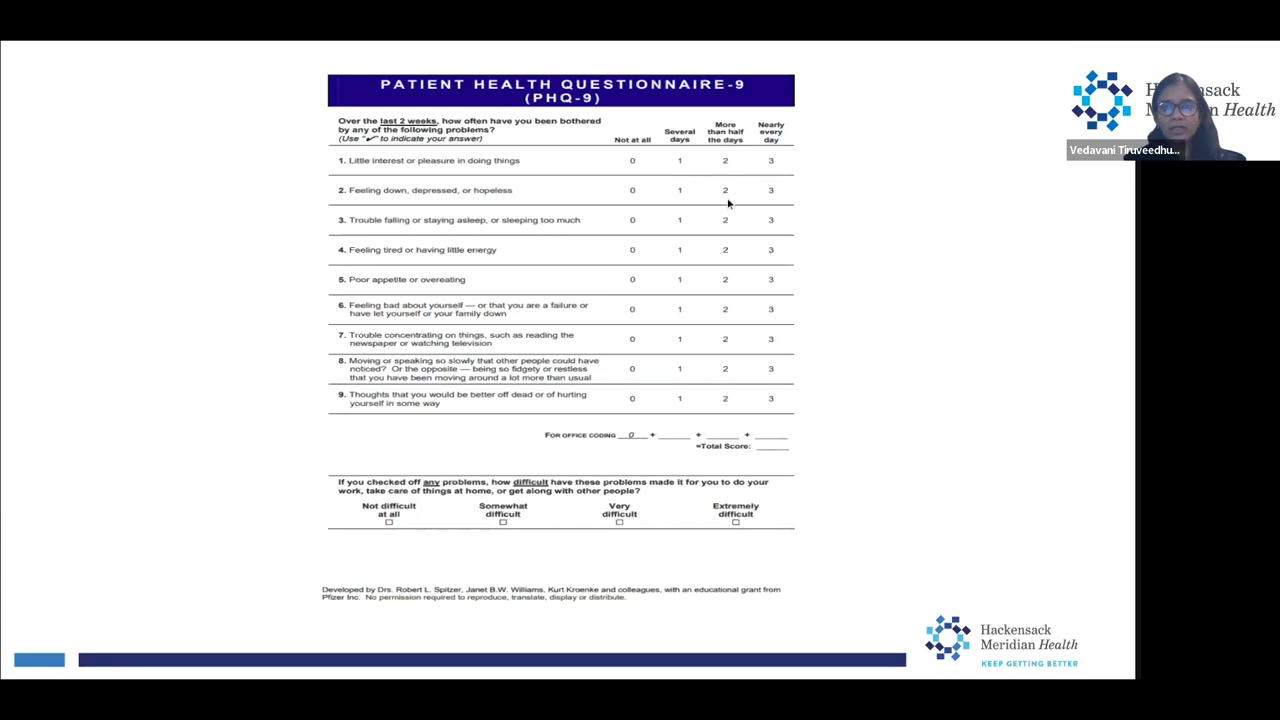 PATIENT HEALTH QUESTIONNAIRE-9
(PHQ-9)
Over the last 2 weeks, how often have you been bothered
by any of the following problems?
(Use "✔" to indicate your answer)
Not at all
Several
days
More
than half
the days
Nearly
every
day
1. Little interest or pleasure in doing things 0 1 2 3
2. Feeling down, depressed, or hopeless 0 1 2 3
3. Trouble falling or staying asleep, or sleeping too much 0 1 2 3
4. Feeling tired or having little energy 0 1 2 3
5. Poor appetite or overeating 0 1 2 3
6. Feeling bad about yourself — or that you are a failure or
have let yourself or your family down 0 1 2 3
7. Trouble concentrating on things, such as reading the
newspaper or watching television 0 1 2 3
8. Moving or speaking so slowly that other people could have
noticed? Or the opposite — being so fidgety or restless
that you have been moving around a lot more than usual 0 1 2 3
9. Thoughts that you would be better off dead or of hurting
yourself in some way 0 1 2 3
FOR OFFICE CODING 0 + ______ + ______ + ______
=Total Score: ______
If you checked off any problems, how difficult have these problems made it for you to do your
work, take care of things at home, or get along with other people?
Not difficult
at all
☐
Somewhat
difficult
☐
Very
difficult
☐
Extremely
difficult
☐
Developed by Drs. Robert L. Spitzer, Janet B.W. Williams, Kurt Kroenke and colleagues, with an educational grant from
Pfizer Inc. No permission required to reproduce, translate, display or distribute.
Hackensack
Meridian Health
KEEP GETTING BETTER
Meridian Health
Vedavani Tiruveedhu...